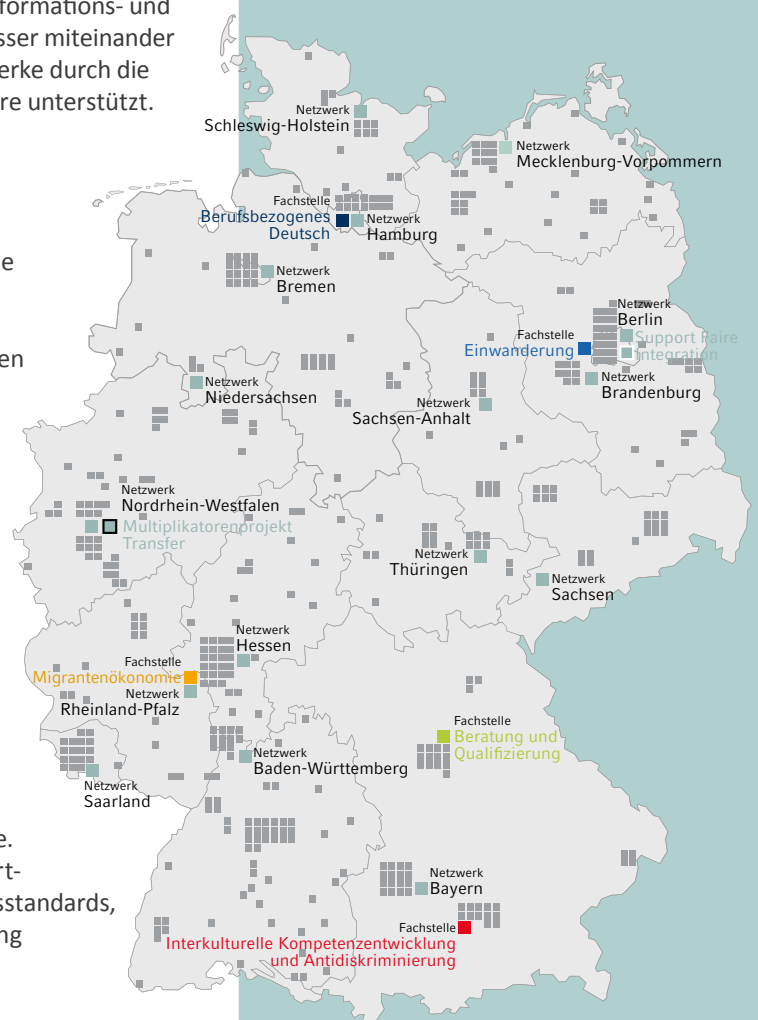 formations- und
sser miteinander
erke durch die
re unterstützt.
Netzwerk
Schleswig-Holstein
Netzwerk
Mecklenburg-Vorpommern
Fachstelle
Berufsbezogenes
Deutsch
Netzwerk
Hamburg
e
Netzwerk
Bremen
Netzwerk
Berlin
Support Faire
Integration
Fachstelle
Einwanderung
en
Netzwerk
Niedersachsen
Netzwerk
Brandenburg
Netzwerk
Sachsen-Anhalt
Netzwerk
Nordrhein-Westfalen
Multiplikatorenprojekt
Transfer
Netzwerk
Thüringen
Netzwerk
Sachsen
Netzwerk
Hessen
Fachstelle
Migrantenökonomie
Netzwerk
Rheinland-Pfalz
Fachstelle
Beratung und
Qualifizierung
Netzwerk
Baden-Württemberg
Netzwerk
Saarland
e.
rt-
sstandards,
ng
Netzwerk
Bayern
Fachstelle
Interkulturelle Kompetenzentwicklung
und Antidiskriminierung